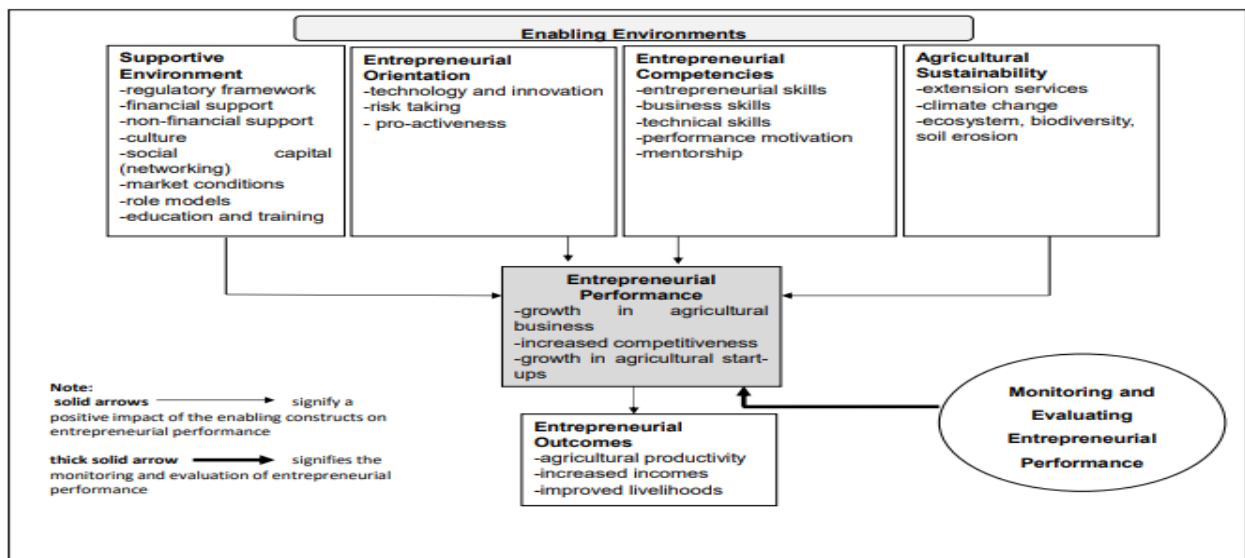 Enabling Environments
Supportive
Environment
-regulatory framework
-financial support
-non-financial support
-culture
-social capital
(networking)
-market conditions
-role models
-education and training
Entrepreneurial
Orientation
-technology and innovation
-risk taking
- pro-activeness
Entrepreneurial
Competencies
-entrepreneurial skills
-business skills
-technical skills
-performance motivation
-mentorship
Agricultural
Sustainability
-extension services
-climate change
-ecosystem, biodiversity,
soil erosion
Entrepreneurial
Performance
-growth in agricultural
business
-increased competitiveness
-growth in agricultural start-
ups
Note:
solid arrows signify a
positive impact of the enabling constructs on
entrepreneurial performance
thick solid arrow signifies the
monitoring and evaluation of entrepreneurial
performance
Entrepreneurial
Outcomes
-agricultural productivity
-increased incomes
-improved livelihoods
Monitoring and
Evaluating
Entrepreneurial
Performance